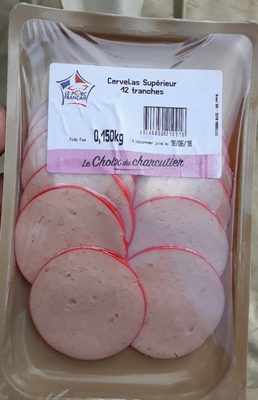 Cervelas Supérieur
12 tranches
LE PORC
FRANÇAIS
Poids fixe
0,150kg
À consommer jusqu'au 18/06/18
Le Choix du charcutier